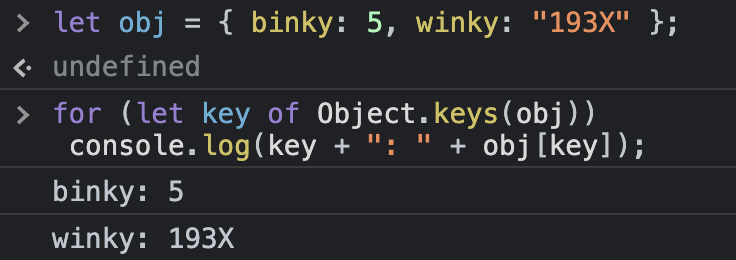 > let obj = { binky: 5, winky: "193X" };
undefined
> for (let key of Object.keys(obj))
console.log(key + ": " + obj[key]);
binky: 5
winky: 193X